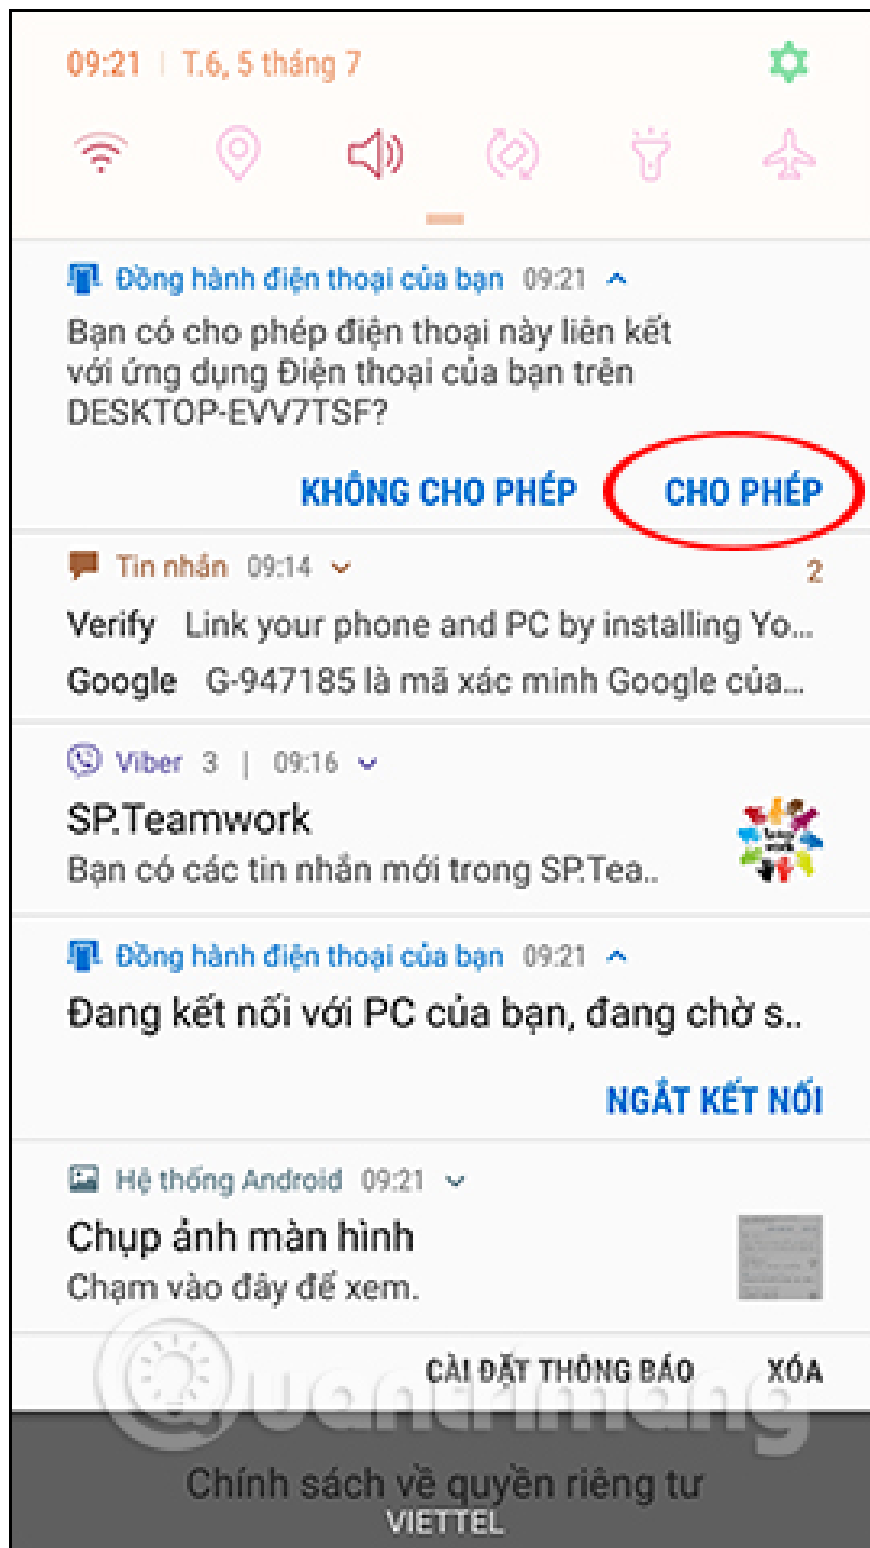 09:21 | T.6, 5 tháng 7
Đồng hành điện thoại của bạn 09:21
Bạn có cho phép điện thoại này liên kết
với ứng dụng Điện thoại của bạn trên
DESKTOP-EVV7TSF?
KHÔNG CHO PHÉP CHO PHÉP
Tin nhắn 09:14 2
Verify Link your phone and PC by installing Yo...
Google G-947185 là mã xác minh Google của...
Viber 3 | 09:16
SP.Teamwork
Bạn có các tin nhắn mới trong SP.Tea..
Đồng hành điện thoại của bạn 09:21
Đang kết nối với PC của bạn, đang chờ s..
NGẮT KẾT NỐI
Hệ thống Android 09:21
Chụp ảnh màn hình
Chạm vào đây để xem.
CÀI ĐẶT THÔNG BÁO XÓA
Quantrimang
Chính sách về quyền riêng tư
VIETTEL